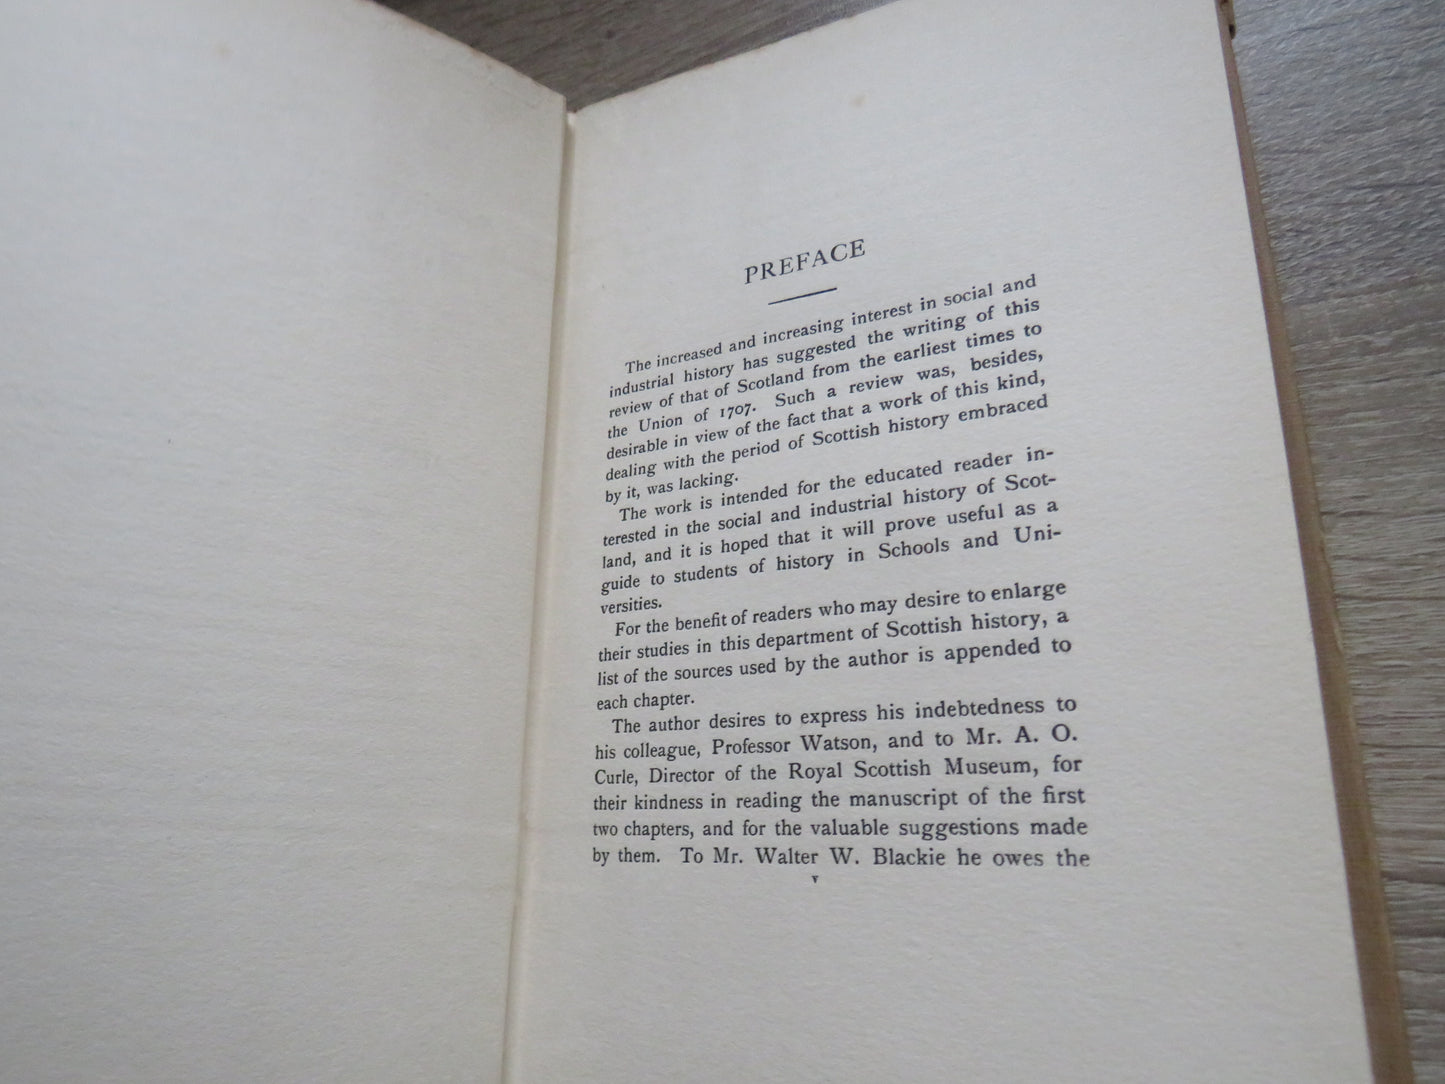 PREFACE
The increased and increasing interest in social and
industrial history has suggested the writing of this
review of that of Scotland from the earliest times to
the Union of 1707. Such a review was, besides,
desirable in view of the fact that a work of this kind,
dealing with the period of Scottish history embraced
by it, was lacking.
The work is intended for the educated reader in-
terested in the social and industrial history of Scot-
land, and it is hoped that it will prove useful as a
guide to students of history in Schools and Uni-
versities.
For the benefit of readers who may desire to enlarge
their studies in this department of Scottish history, a
list of the sources used by the author is appended to
each chapter.
The author desires to express his indebtedness to
his colleague, Professor Watson, and to Mr. A. O.
Curle, Director of the Royal Scottish Museum, for
their kindness in reading the manuscript of the first
two chapters, and for the valuable suggestions made
by them. To Mr. Walter W. Blackie he owes the
v